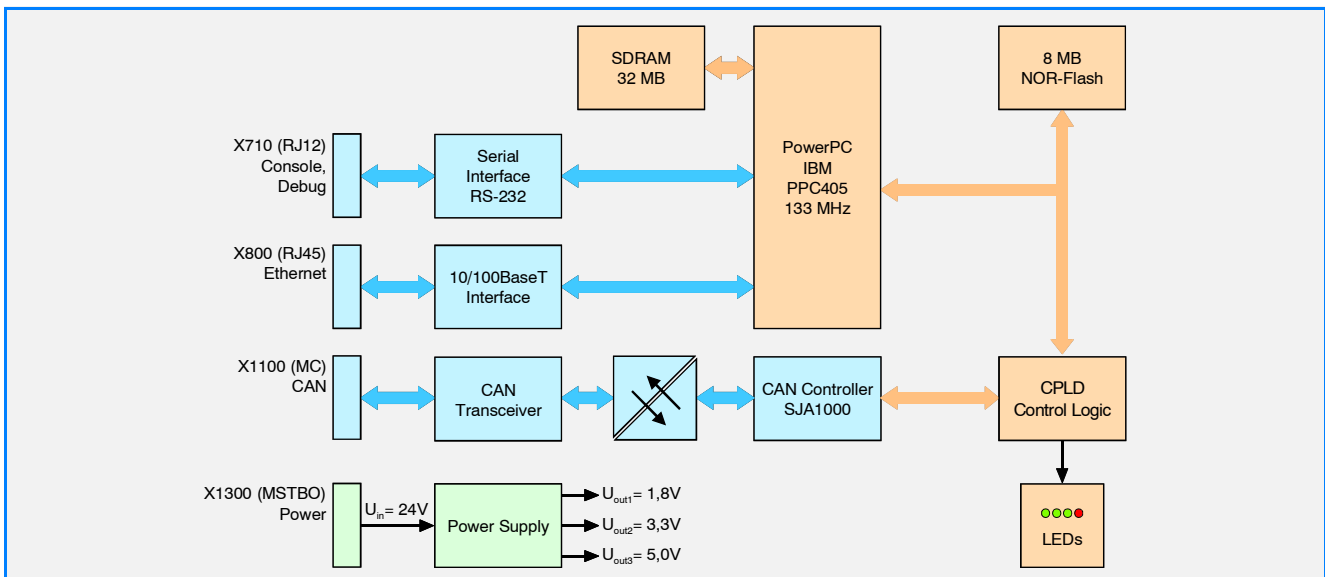 SDRAM
32 MB
PowerPC
IBM
PPC405
133 MHz
8 MB
NOR-Flash
X710 (RJ12)
Console,
Debug
Serial
Interface
RS-232
X800 (RJ45)
Ethernet
10/100BaseT
Interface
X1100 (MC)
CAN
CAN
Transceiver
CAN Controller
SJA1000
CPLD
Control Logic
X1300 (MSTBO)
Power
Uin= 24V
Power Supply
Uout1= 1,8V
Uout2= 3,3V
Uout3= 5,0V
LEDs